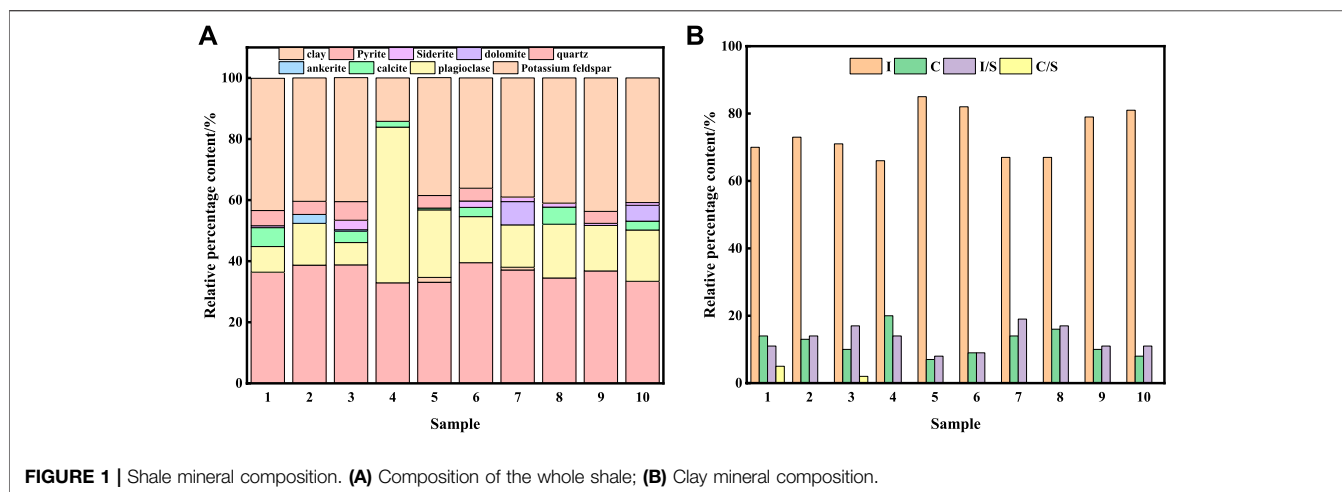 A
clay Pyrite Siderite dolomite quartz
ankerite calcite plagioclase Potassium feldspar
Relative percentage content/%
100
80
60
40
20
0
1 2 3 4 5 6 7 8 9 10
Sample
B
I C I/S C/S
Relative percentage content/%
100
80
60
40
20
0
1 2 3 4 5 6 7 8 9 10
Sample
FIGURE 1 | Shale mineral composition. (A) Composition of the whole shale; (B) Clay mineral composition.